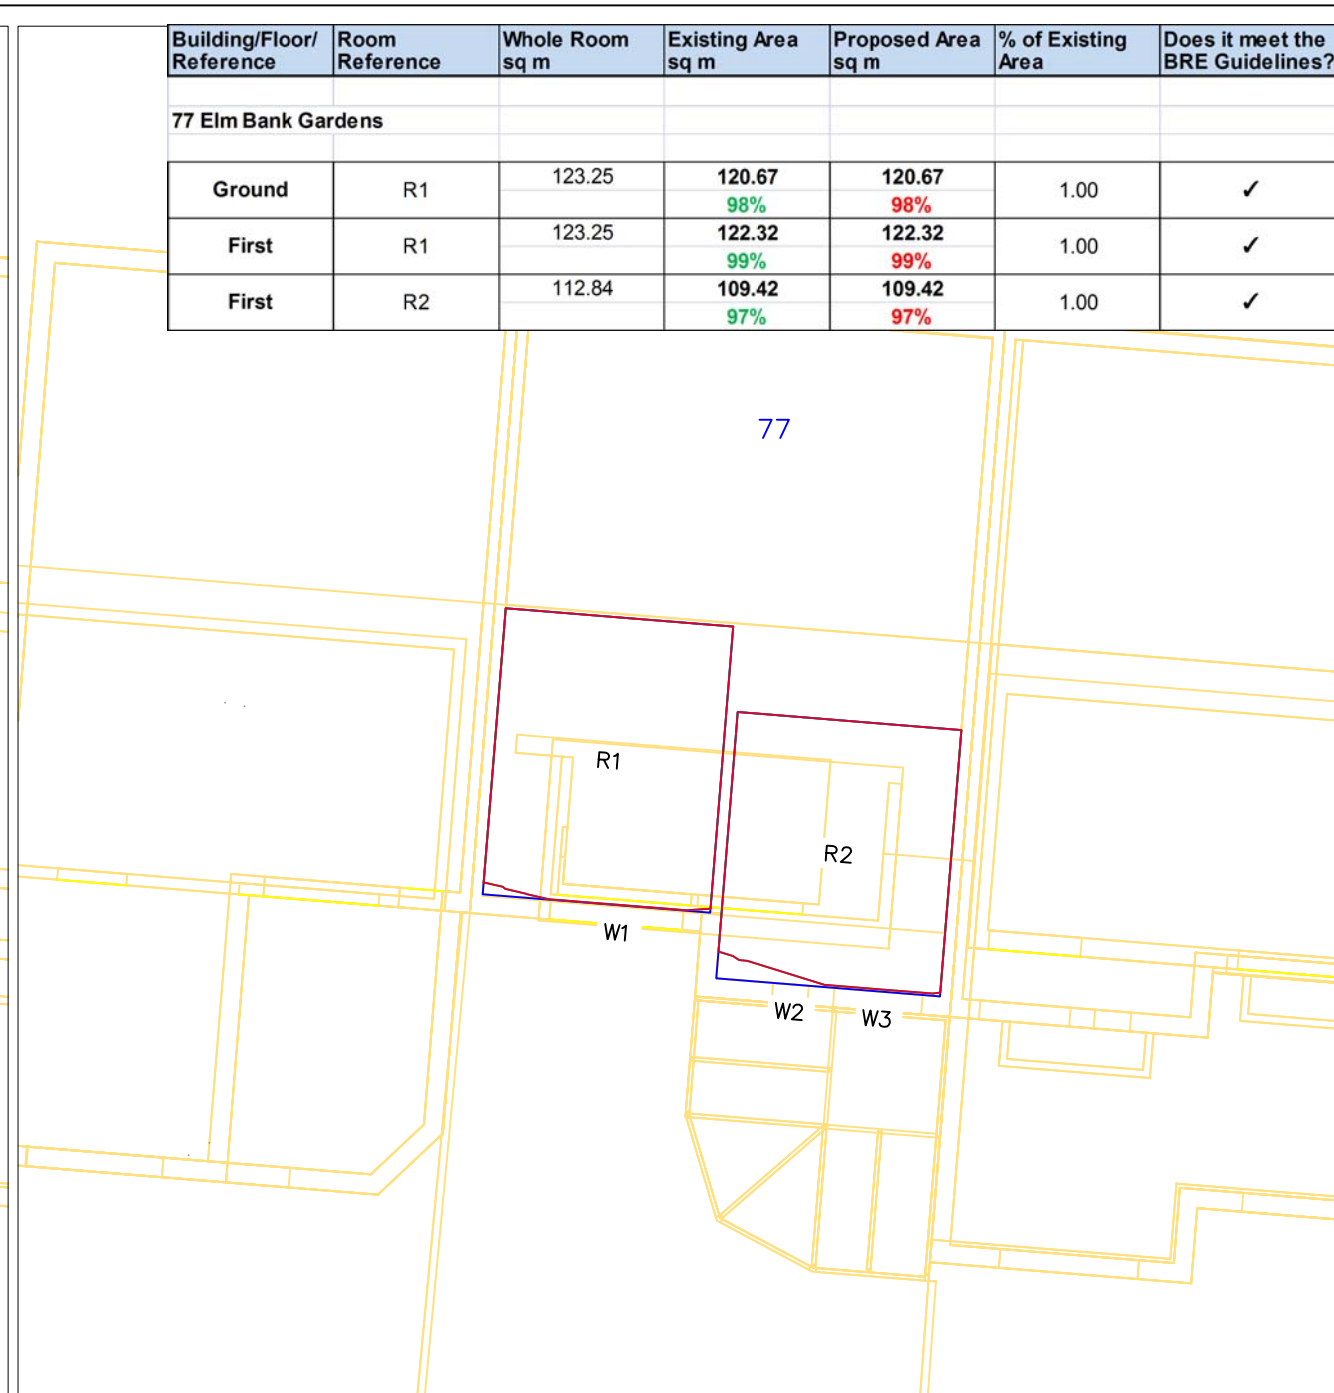 Building/Floor/ Reference Room Reference Whole Room sq m Existing Area sq m Proposed Area sq m % of Existing Area Does it meet the BRE Guidelines?
77 Elm Bank Gardens
Ground R1 123.25 120.67 120.67 1.00 ✓
98% 98%
First R1 123.25 122.32 122.32 1.00 ✓
99% 99%
First R2 112.84 109.42 109.42 1.00 ✓
97% 97%
77
R1
R2
W1
W2 W3